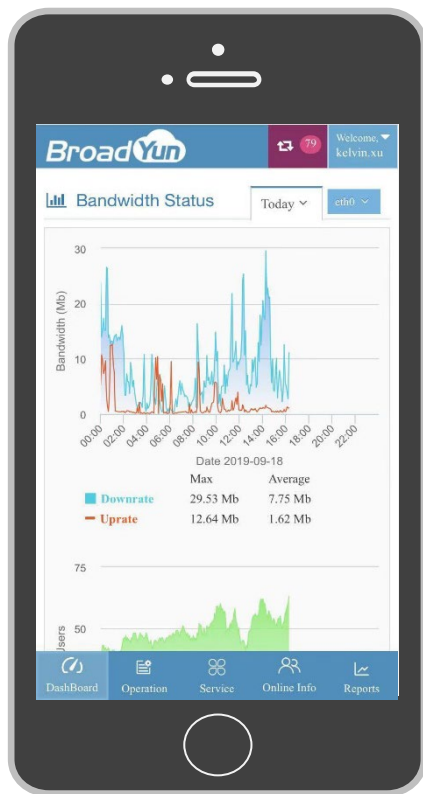 BroadYun
79
Welcome,
kelvin.xu
Bandwidth Status
Today
eth0
30
20
10
0
Bandwidth (Mb)
00:00 02:00 04:00 06:00 08:00 10:00 12:00 14:00 16:00 18:00 20:00 22:00
Date 2019-09-18
Max Average
Downrate 29.53 Mb 7.75 Mb
Uprate 12.64 Mb 1.62 Mb
75
50
Users
DashBoard Operation Service Online Info Reports